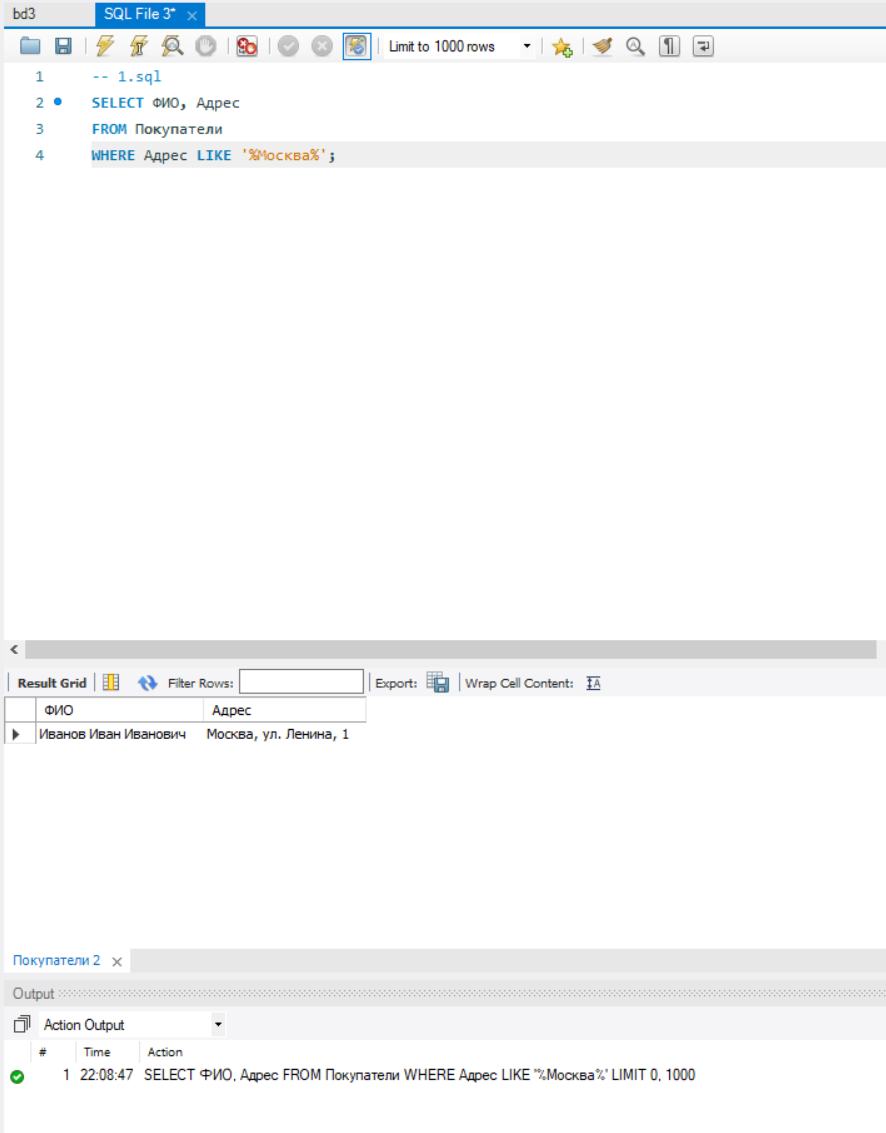 bd3 SQL File 3*
Limit to 1000 rows
1 -- 1.sql
2 SELECT ФИО, Адрес
3 FROM Покупатели
4 WHERE Адрес LIKE '%Москва%';
Result Grid Filter Rows: Export: Wrap Cell Content:
ФИО Адрес
Иванов Иван Иванович Москва, ул. Ленина, 1
Покупатели 2
Output
Action Output
# Time Action
1 22:08:47 SELECT ФИО, Адрес FROM Покупатели WHERE Адрес LIKE '%Москва%' LIMIT 0, 1000